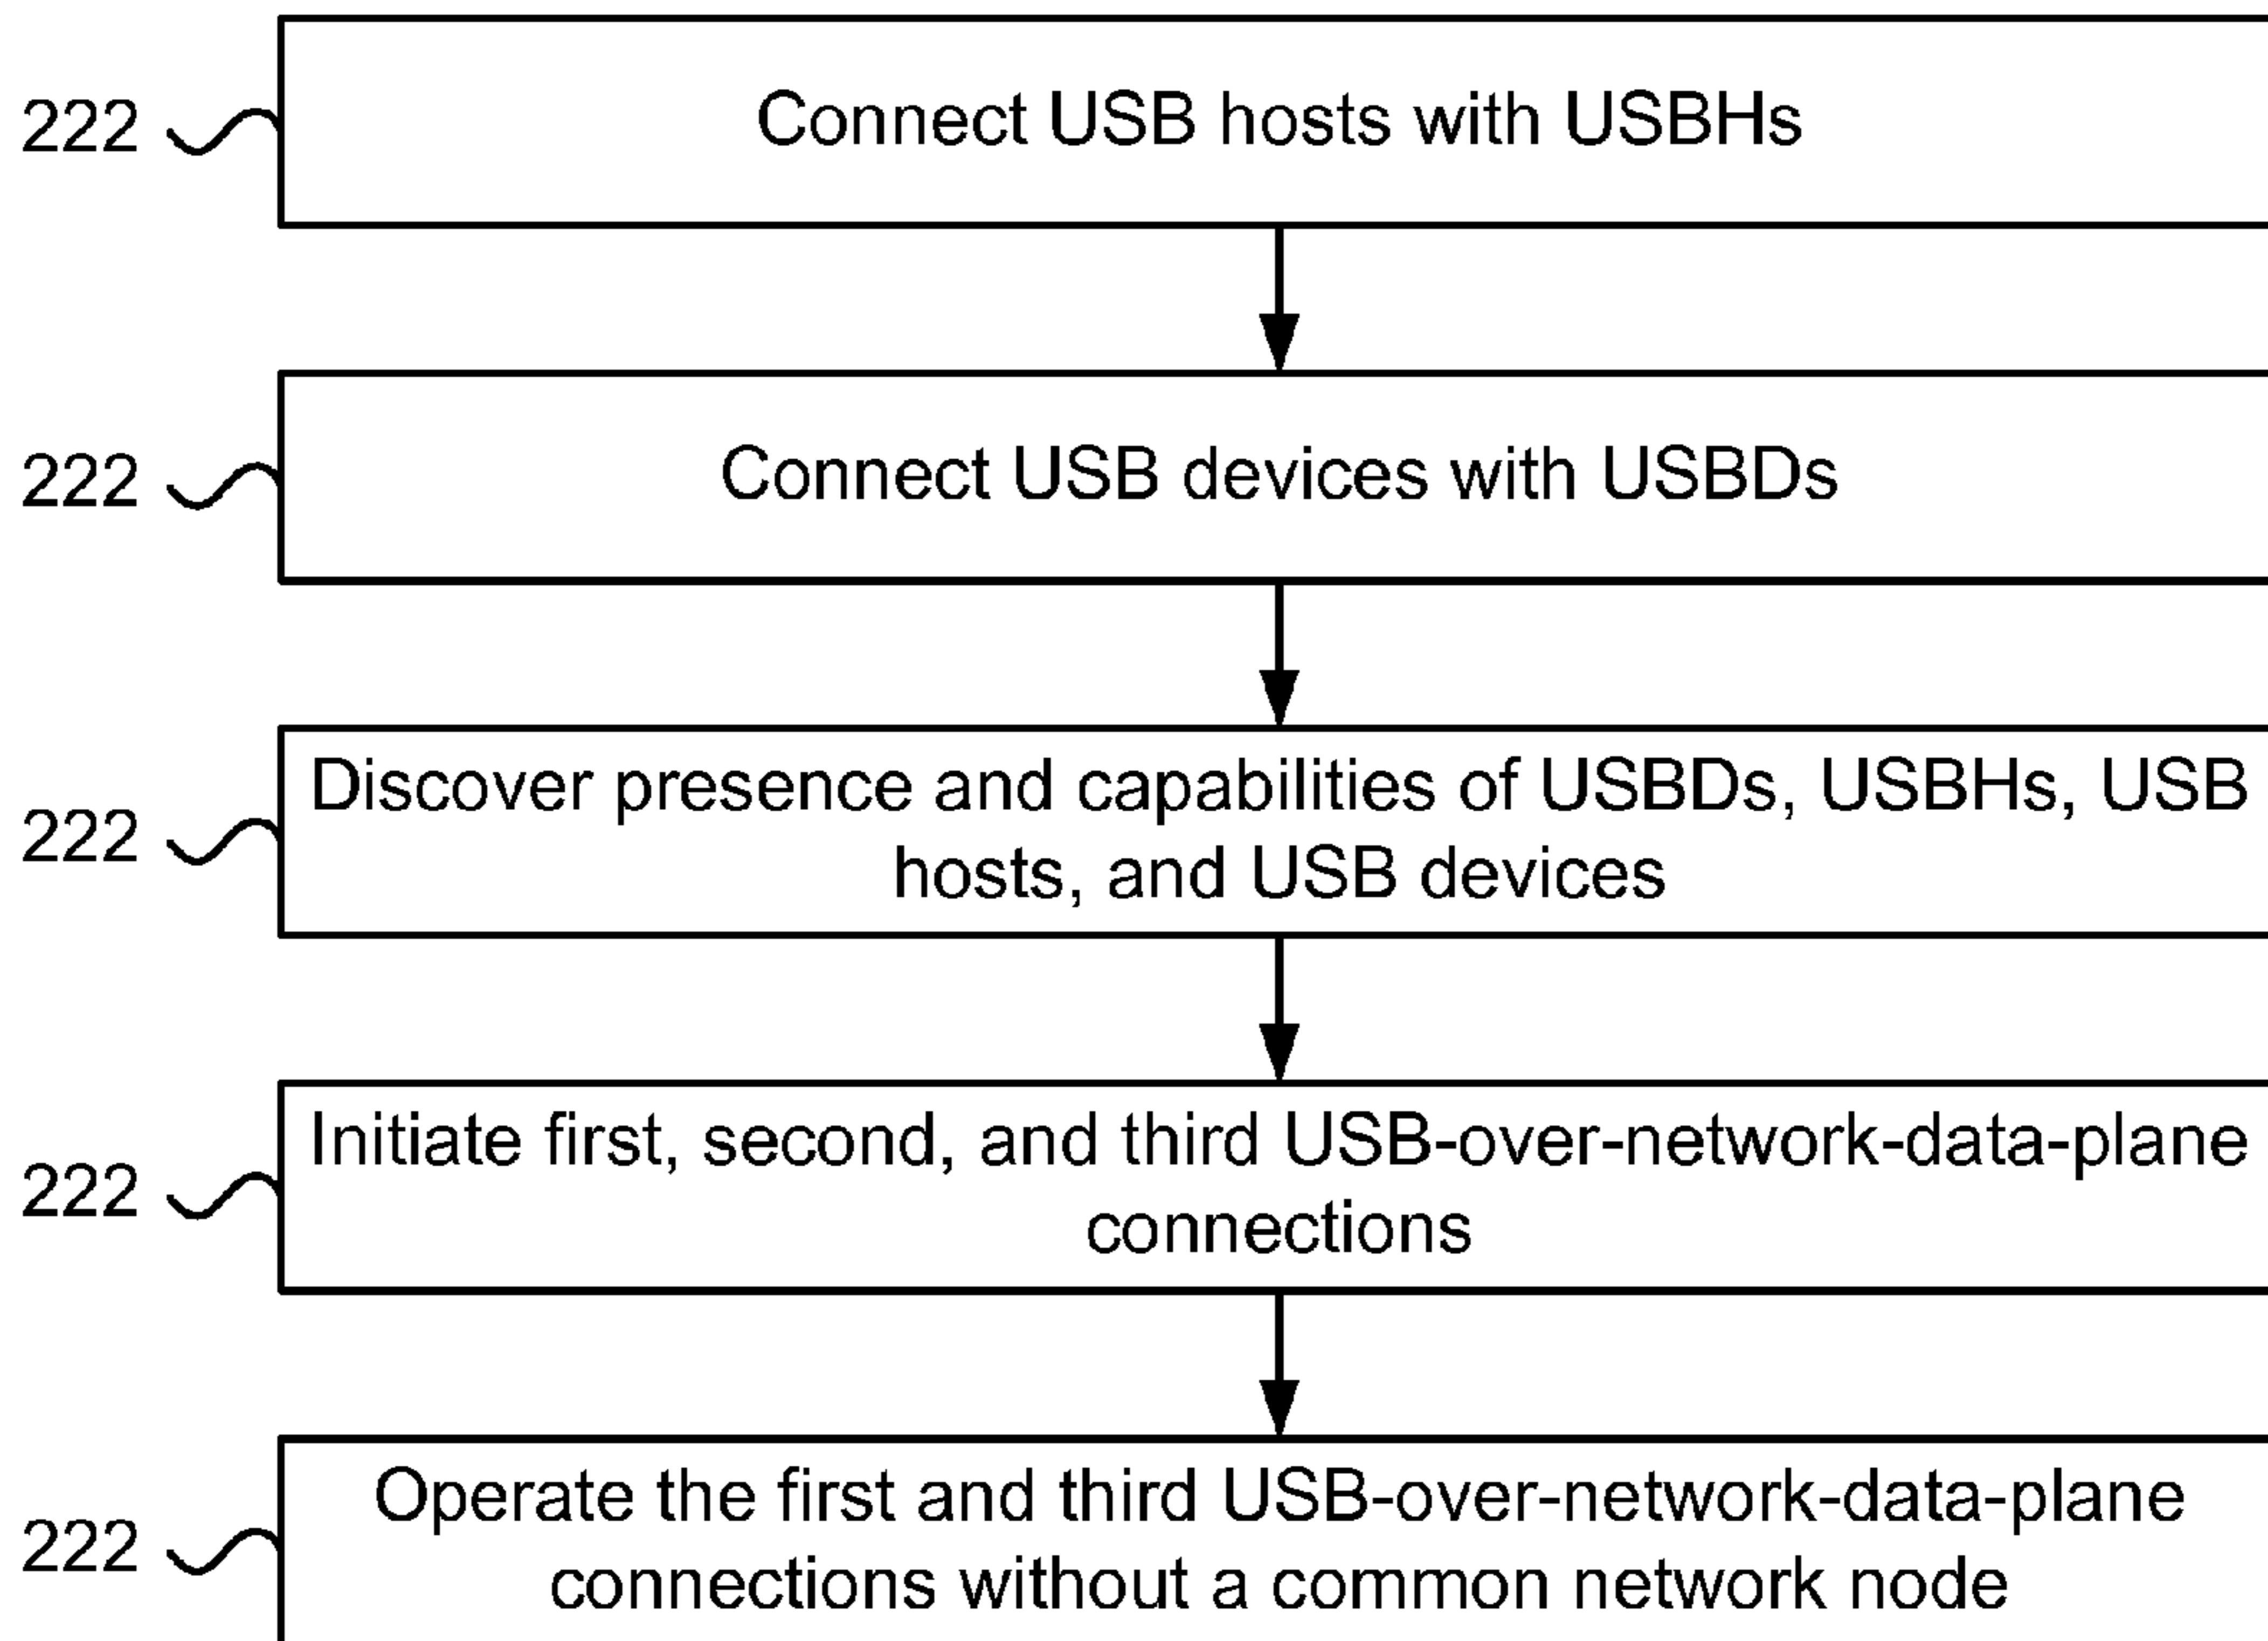 222
Connect USB hosts with USBHs
222
Connect USB devices with USBDs
222
Discover presence and capabilities of USBDs, USBHs, USB
hosts, and USB devices
222
Initiate first, second, and third USB-over-network-data-plane
connections
222
Operate the first and third USB-over-network-data-plane
connections without a common network node